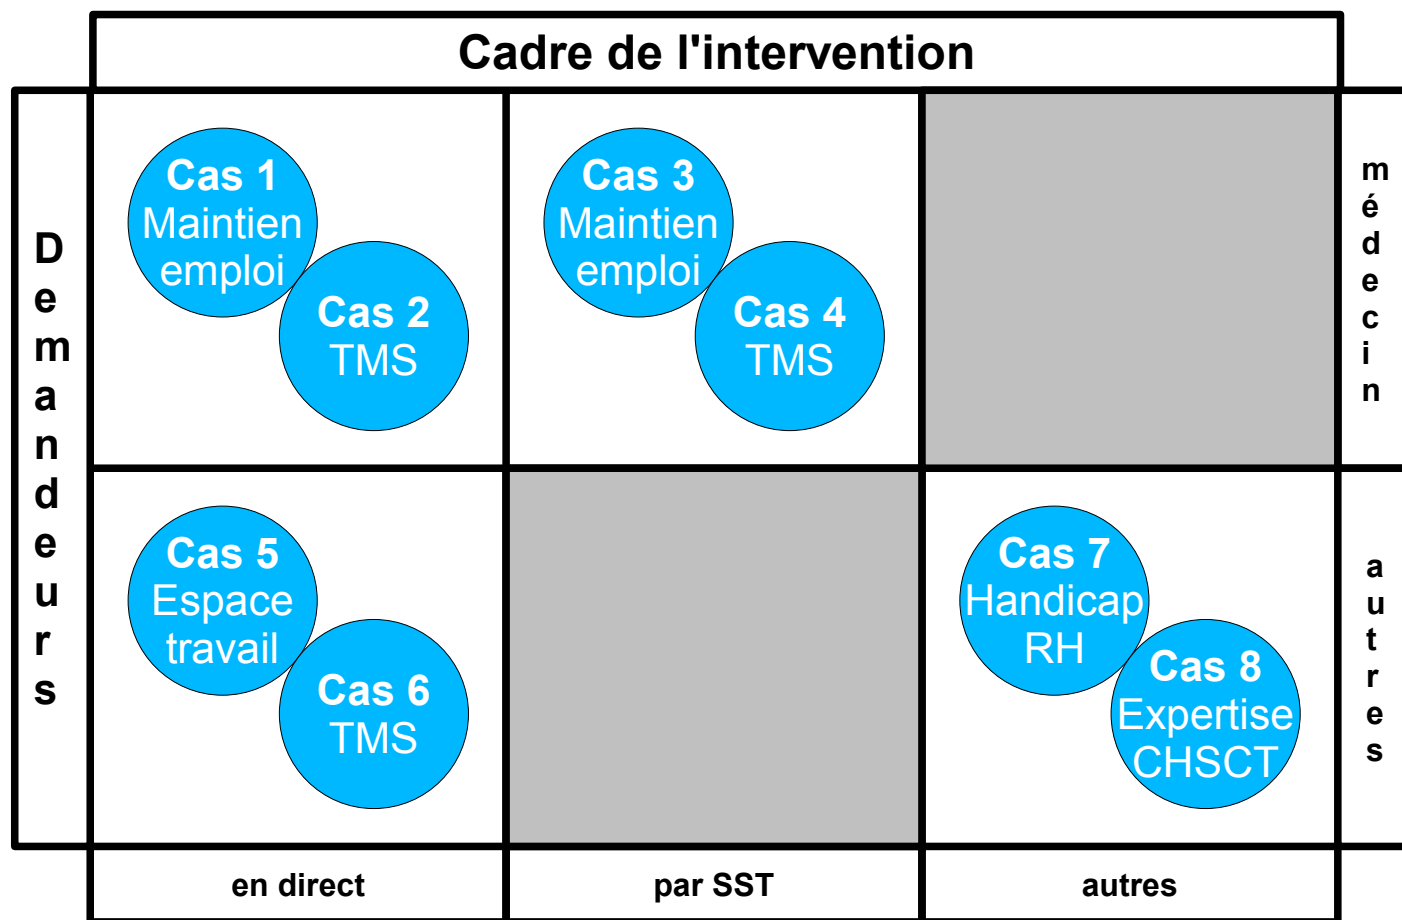 Cadre de l'intervention
Demandeurs
Cas 1
Maintien
emploi
Cas 2
TMS
Cas 3
Maintien
emploi
Cas 4
TMS
médecin
Cas 5
Espace
travail
Cas 6
TMS
Cas 7
Handicap
RH
Cas 8
Expertise
CHSCT
autres
en direct
par SST
autres